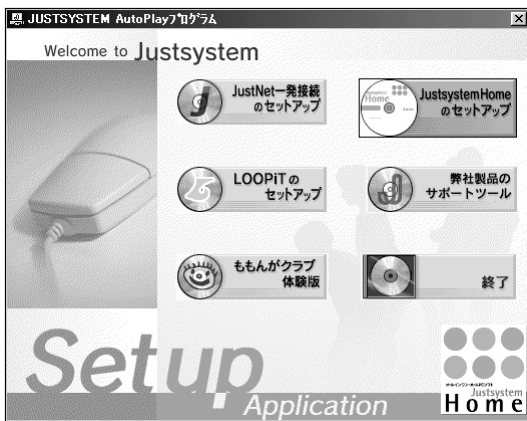 JUSTSYSTEM AutoPlayプログラム
Welcome to Justsystem
JustNet一発接続
のセットアップ
JustsystemHome
のセットアップ
LOOPiTの
セットアップ
弊社製品の
サポートツール
ももんがクラブ
体験版
終了
Setup
Application
Justsystem
Home